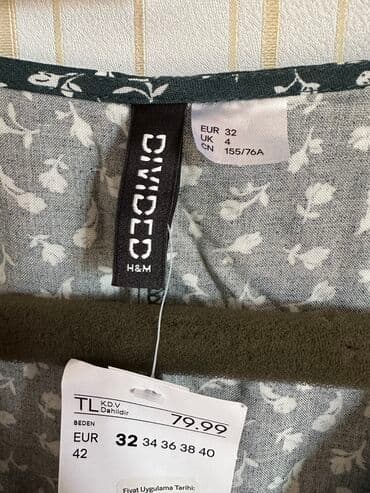 DIVIDED
H&M
EUR 32
UK 4
CN 155/76A
TL K.D.V Dahildir 79.99
BEDEN
EUR 32 34 36 38 40
42
Fiyat Uygulama Tarihi: